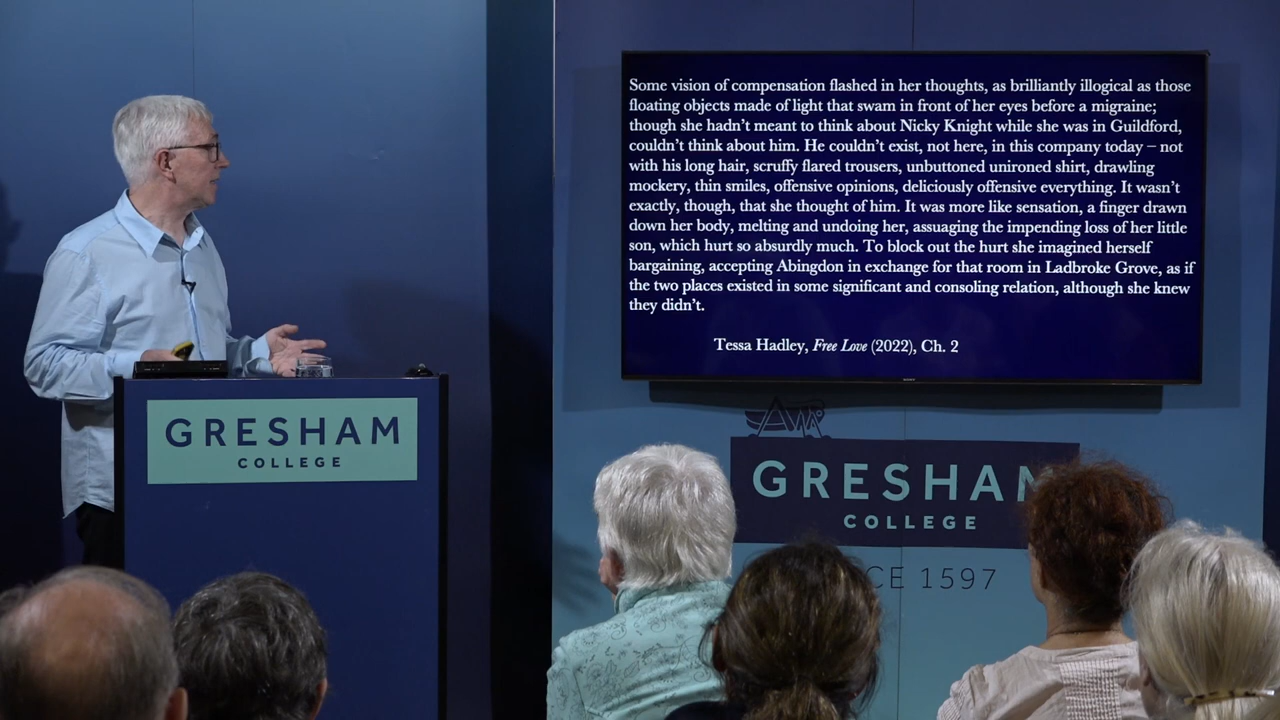 Some vision of compensation flashed in her thoughts, as brilliantly illogical as those
floating objects made of light that swam in front of her eyes before a migraine;
though she hadn’t meant to think about Nicky Knight while she was in Guildford,
couldn’t think about him. He couldn’t exist, not here, in this company today – not
with his long hair, scruffy flared trousers, unbuttoned unironed shirt, drawling
mockery, thin smiles, offensive opinions, deliciously offensive everything. It wasn’t
exactly, though, that she thought of him. It was more like sensation, a finger drawn
down her body, melting and undoing her, assuaging the impending loss of her little
son, which hurt so absurdly much. To block out the hurt she imagined herself
bargaining, accepting Abingdon in exchange for that room in Ladbroke Grove, as if
the two places existed in some significant and consoling relation, although she knew
they didn’t.
Tessa Hadley, Free Love (2022), Ch. 2
SONY
GRESHAM
COLLEGE
GRESHAM
COLLEGE
CE 1597